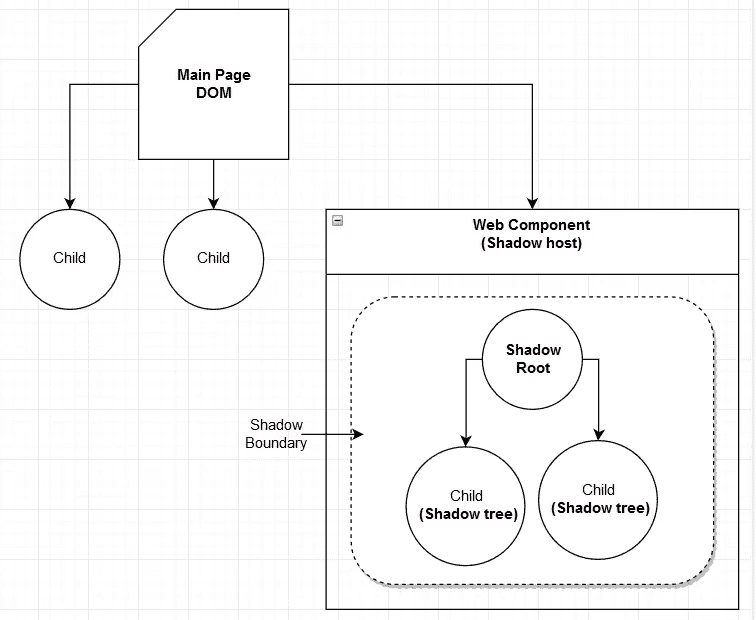 Main Page
DOM
Child
Child
Web Component
(Shadow host)
Shadow
Root
Shadow
Boundary
Child
(Shadow tree)
Child
(Shadow tree)